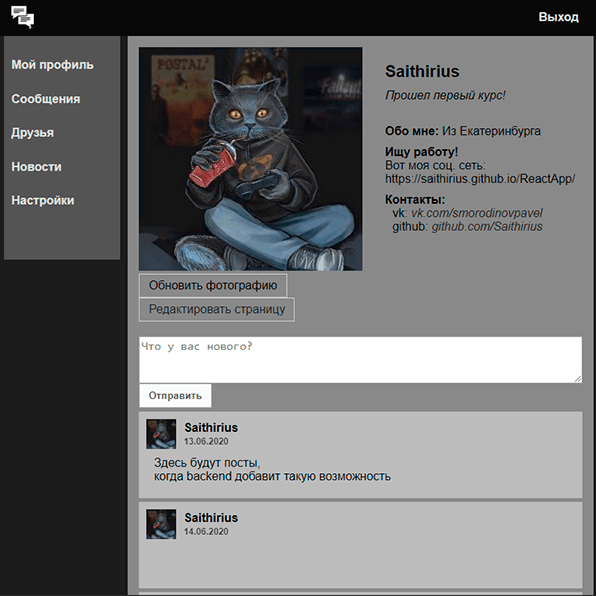 Выход
Мой профиль
Сообщения
Друзья
Новости
Настройки
POSTAL 2
Fallout
Saithirius
Прошел первый курс!
Обо мне: Из Екатеринбурга
Ищу работу!
Вот моя соц. сеть:
https://saithirius.github.io/ReactApp/
Контакты:
vk: vk.com/smorodinovpavel
github: github.com/Saithirius
Обновить фотографию
Редактировать страницу
Что у вас нового?
Отправить
Saithirius
13.06.2020
Здесь будут посты,
когда backend добавит такую возможность
Saithirius
14.06.2020